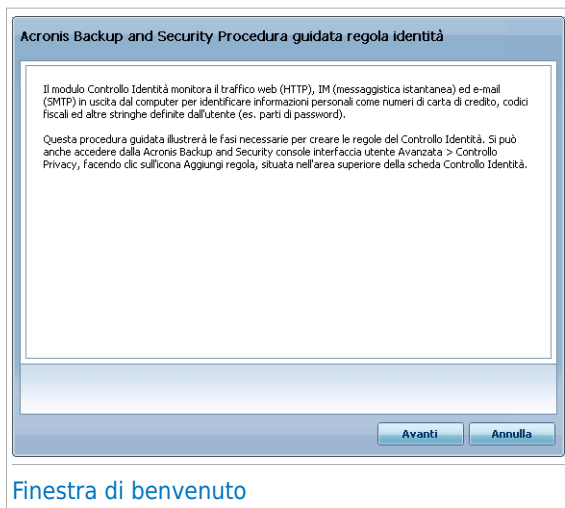 Acronis Backup and Security Procedura guidata regola identità
Il modulo Controllo Identità monitora il traffico web (HTTP), IM (messaggistica istantanea) ed e-mail
(SMTP) in uscita dal computer per identificare informazioni personali come numeri di carta di credito, codici
fiscali ed altre stringhe definite dall'utente (es. parti di password).
Questa procedura guidata illustrerà le fasi necessarie per creare le regole del Controllo Identità. Si può
anche accedere dalla Acronis Backup and Security console interfaccia utente Avanzata > Controllo
Privacy, facendo clic sull'icona Aggiungi regola, situata nell'area superiore della scheda Controllo Identità.
Avanti Annulla
Finestra di benvenuto